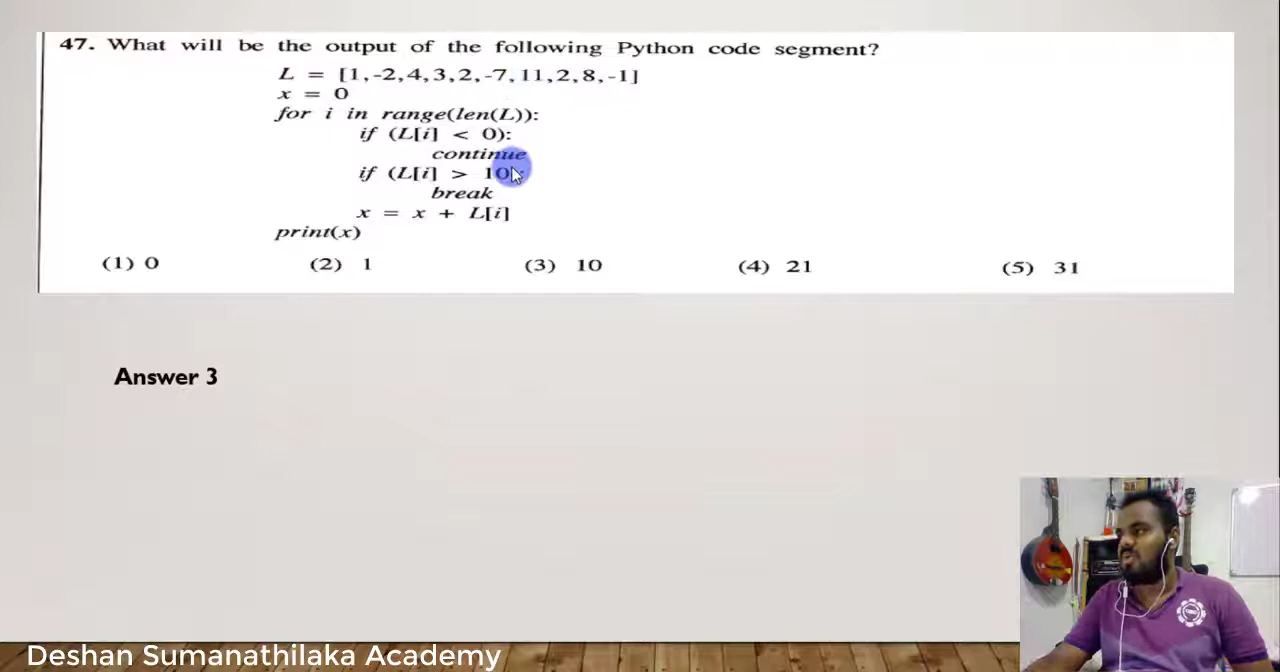 47. What will be the output of the following Python code segment?
L = [1,-2,4,3,2,-7,11,2,8,-1]
x = 0
for i in range(len(L)):
if (L[i] < 0):
continue
if (L[i] > 10):
break
x = x + L[i]
print(x)
(1) 0 (2) 1 (3) 10 (4) 21 (5) 31
Answer 3
Deshan Sumanathilaka Academy